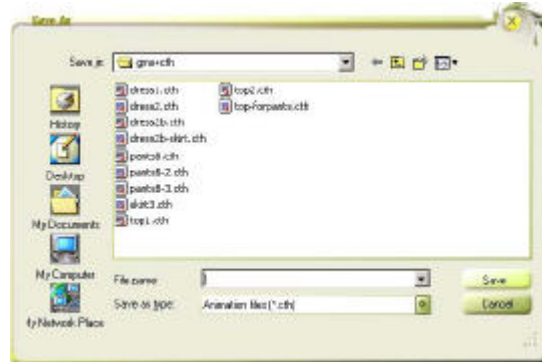 Save As
Save in: gms-cth
History
Desktop
My Documents
My Computer
My Network Place
dress1.cth
dress2.cth
dress2b.cth
dress2b-skirt.cth
pants8.cth
pants8-2.cth
pants8-3.cth
skirt3.cth
top1.cth
top2.cth
top-forpants.cth
File name:
Save
Save as type: Animation files(*.cth)
Cancel